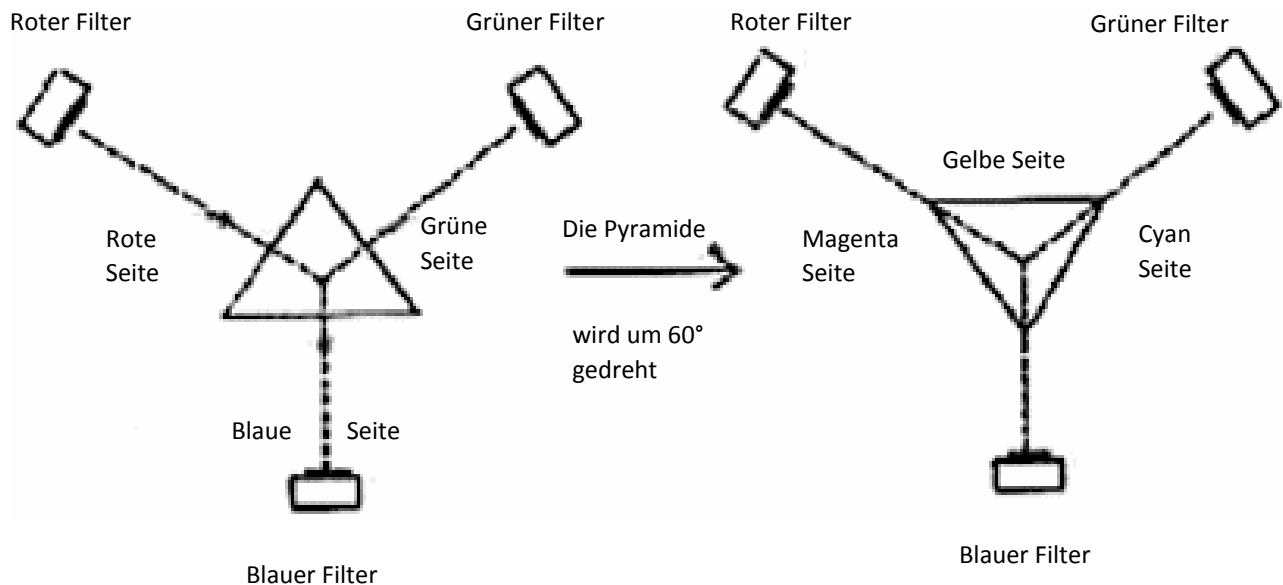 Roter Filter
Grüner Filter
Roter Filter
Grüner Filter
Rote
Seite
Grüne
Seite
Blaue Seite
Blauer Filter
Die Pyramide
wird um 60°
gedreht
Gelbe Seite
Magenta
Seite
Cyan
Seite
Blauer Filter